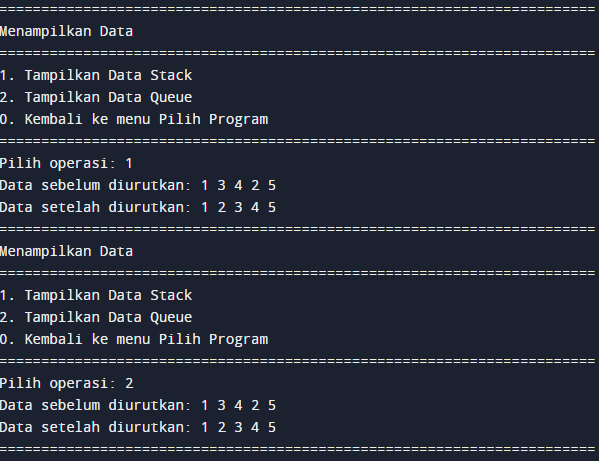 =======================================================================
Menampilkan Data
=======================================================================
1. Tampilkan Data Stack
2. Tampilkan Data Queue
0. Kembali ke menu Pilih Program
=======================================================================
Pilih operasi: 1
Data sebelum diurutkan: 1 3 4 2 5
Data setelah diurutkan: 1 2 3 4 5
=======================================================================
Menampilkan Data
=======================================================================
1. Tampilkan Data Stack
2. Tampilkan Data Queue
0. Kembali ke menu Pilih Program
=======================================================================
Pilih operasi: 2
Data sebelum diurutkan: 1 3 4 2 5
Data setelah diurutkan: 1 2 3 4 5
=======================================================================